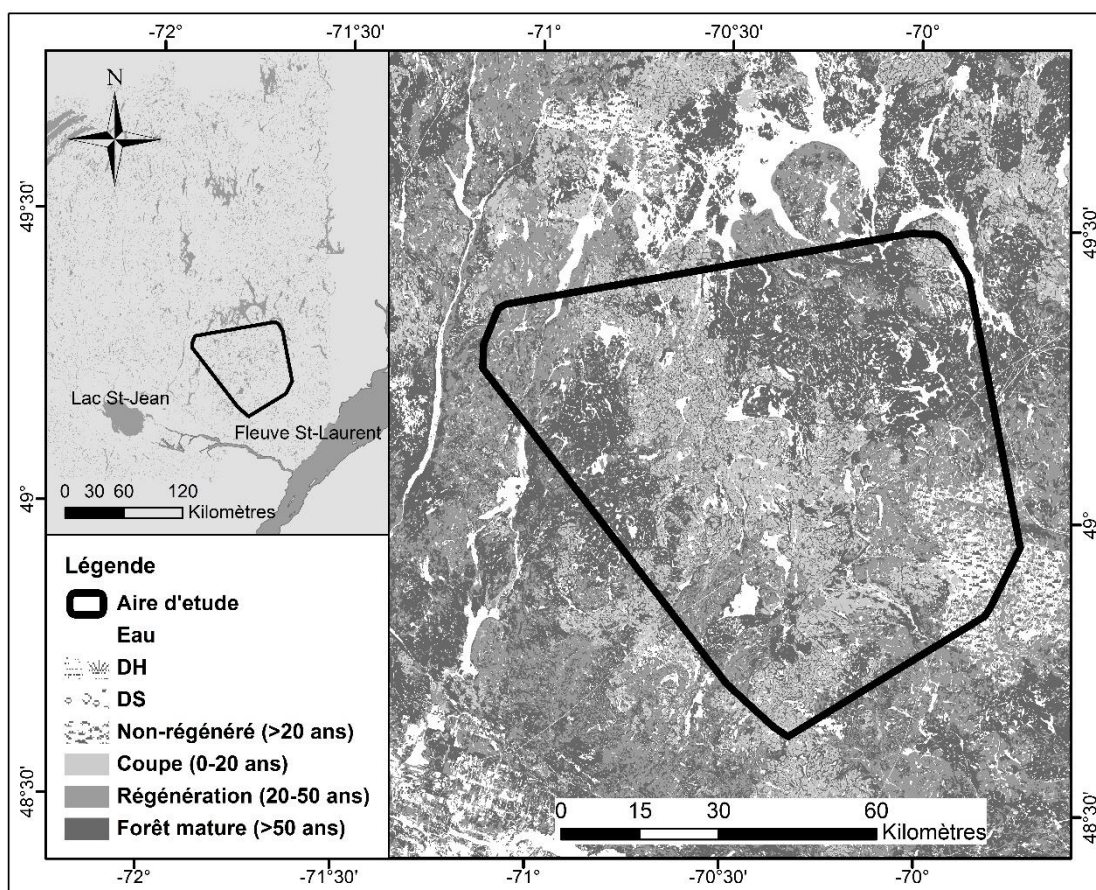 -72° -71°30' -71° -70°30' -70°
N
49°30' 49°30'
Lac St-Jean
Fleuve St-Laurent
0 30 60 120
Kilomètres
49° 49°
Légende
Aire d'etude
Eau
DH
DS
Non-régénéré (>20 ans)
Coupe (0-20 ans)
Régénération (20-50 ans)
Forêt mature (>50 ans)
48°30' 48°30'
0 15 30 60
Kilomètres
-72° -71°30' -71° -70°30' -70°